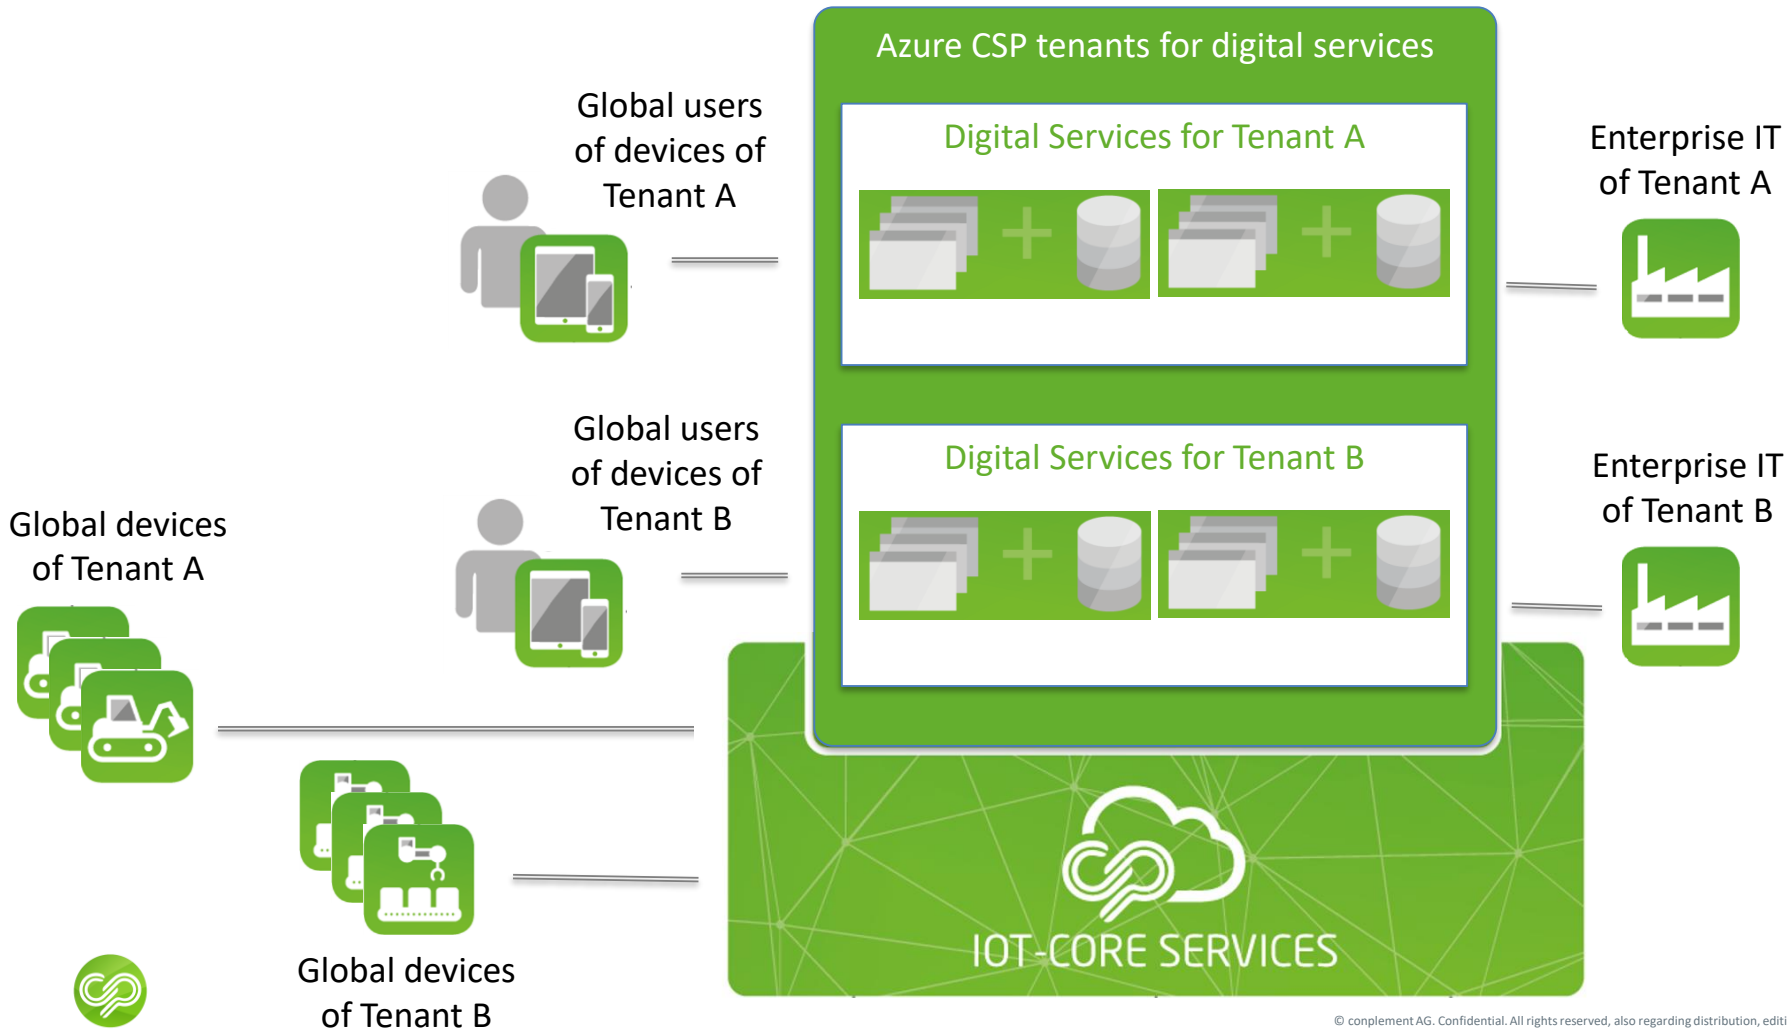 Azure CSP tenants for digital services
Global users
of devices of
Tenant A
Digital Services for Tenant A
Enterprise IT
of Tenant A
Global users
of devices of
Tenant B
Digital Services for Tenant B
Enterprise IT
of Tenant B
Global devices
of Tenant A
IOT-CORE SERVICES
Global devices
of Tenant B
© conplement AG. Confidential. All rights reserved, also regarding distribution, editi